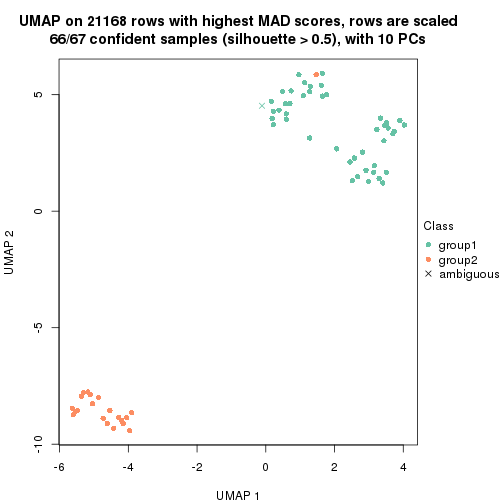 UMAP on 21168 rows with highest MAD scores, rows are scaled
66/67 confident samples (silhouette > 0.5), with 10 PCs
5
0
-5
-10
UMAP 2
-6
-4
-2
0
2
4
UMAP 1
Class
group1
group2
ambiguous